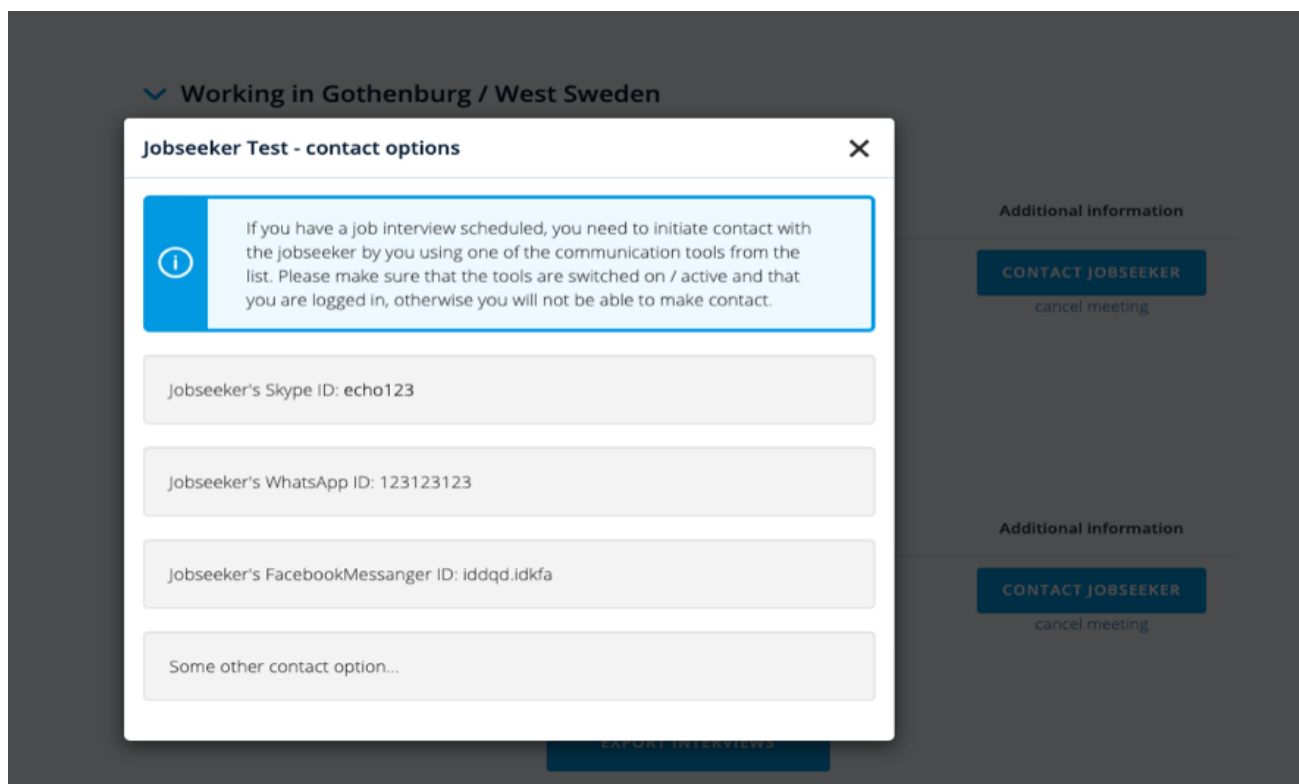 Working in Gothenburg / West Sweden
Jobseeker Test - contact options
If you have a job interview scheduled, you need to initiate contact with
the jobseeker by you using one of the communication tools from the
list. Please make sure that the tools are switched on / active and that
you are logged in, otherwise you will not be able to make contact.
Jobseeker's Skype ID: echo123
Jobseeker's WhatsApp ID: 123123123
Jobseeker's FacebookMessanger ID: iddqd.idkfa
Some other contact option...
Additional information
CONTACT JOBSEEKER
cancel meeting
Additional information
CONTACT JOBSEEKER
cancel meeting
EXPORT INTERVIEWS